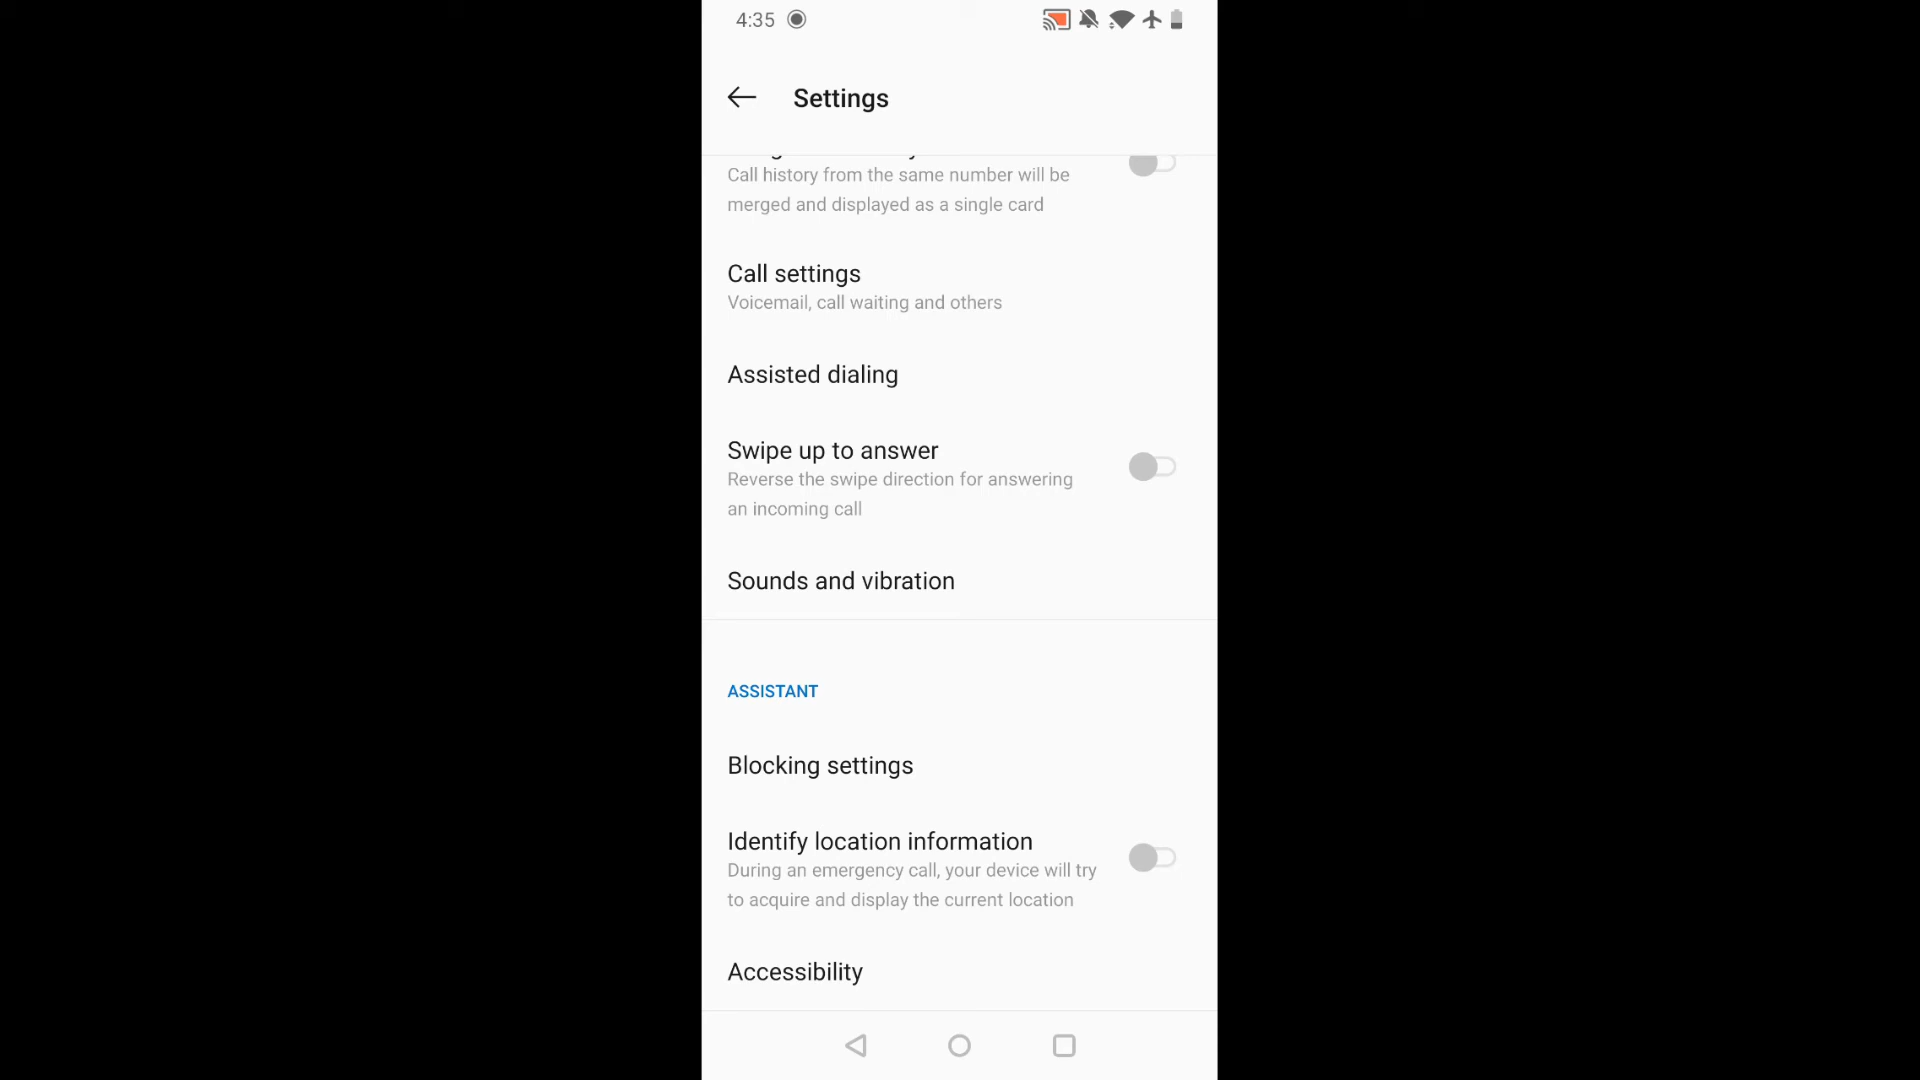 4:35
Settings
Call history from the same number will be
merged and displayed as a single card
Call settings
Voicemail, call waiting and others
Assisted dialing
Swipe up to answer
Reverse the swipe direction for answering
an incoming call
Sounds and vibration
ASSISTANT
Blocking settings
Identify location information
During an emergency call, your device will try
to acquire and display the current location
Accessibility